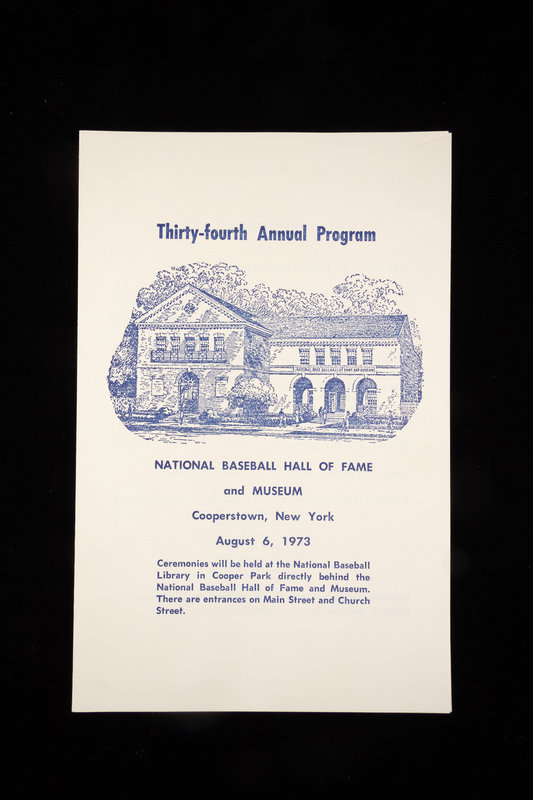 Thirty-fourth Annual Program
NATIONAL BASE BALL HALL OF FAME AND MUSEUM
NATIONAL BASEBALL HALL OF FAME
and MUSEUM
Cooperstown, New York
August 6, 1973
Ceremonies will be held at the National Baseball
Library in Cooper Park directly behind the
National Baseball Hall of Fame and Museum.
There are entrances on Main Street and Church
Street.